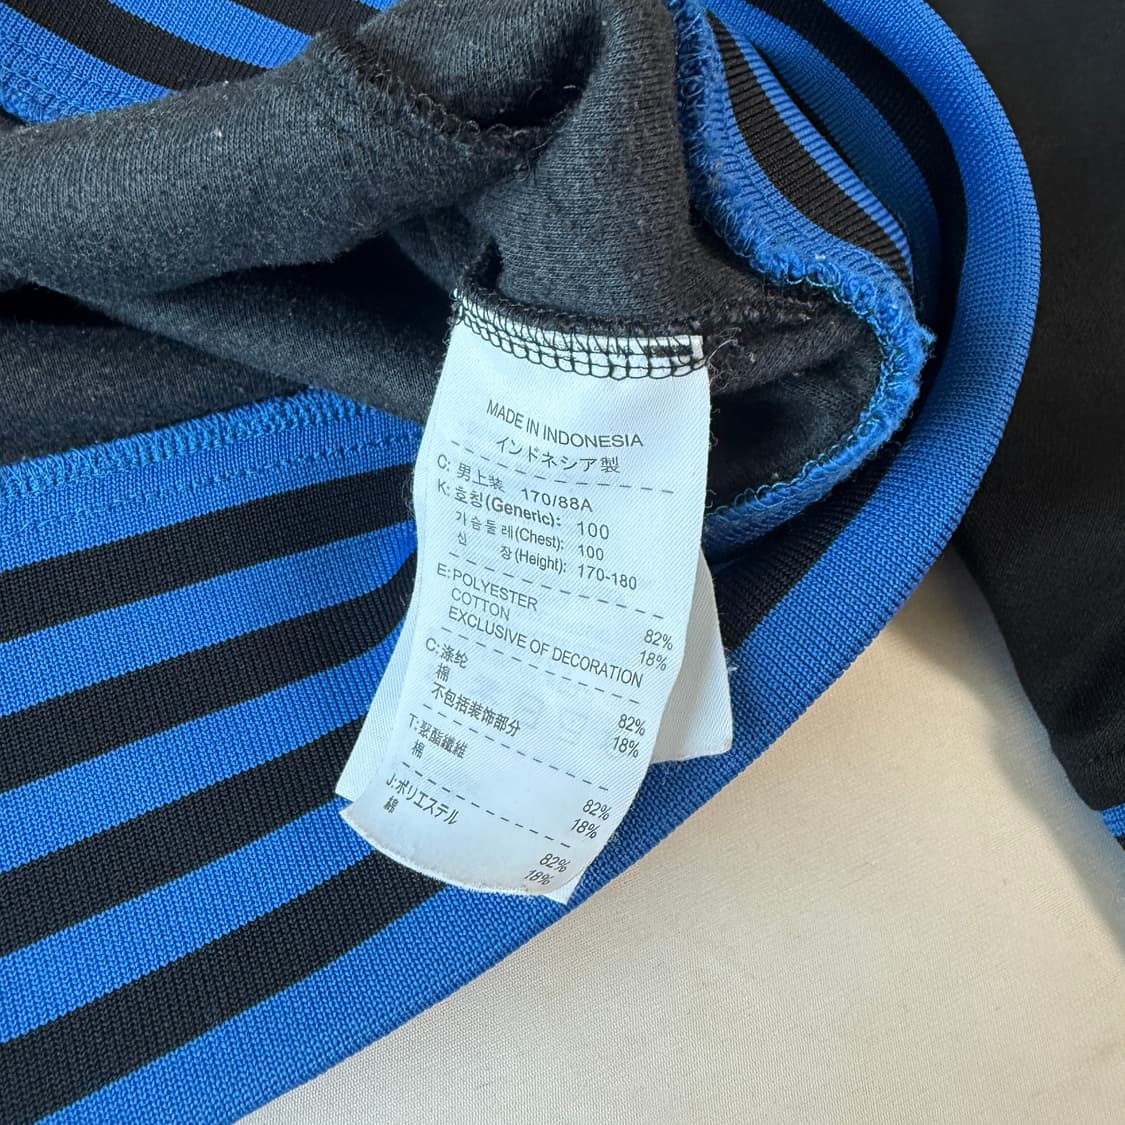 MADE IN INDONESIA
インドネシア製
C: 男上装 170/88A
K: 호칭(Generic): 100
가슴둘레(Chest): 100
신 장(Height): 170-180
E: POLYESTER 82%
COTTON 18%
EXCLUSIVE OF DECORATION
C: 涤纶 82%
棉 18%
不包括装饰部分
T: 聚酯纖維 82%
棉 18%
J: ポリエステル 82%
綿 18%